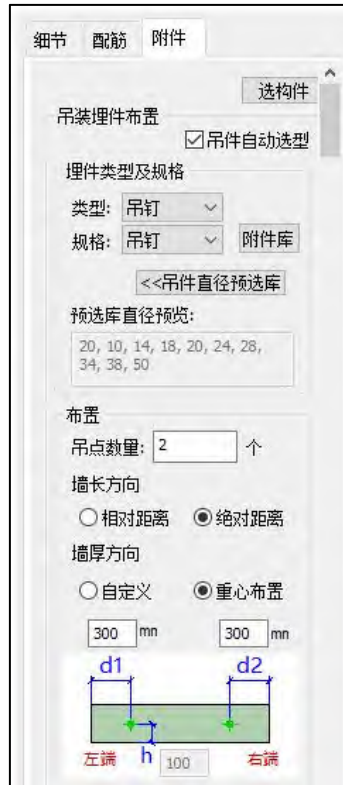 细节 配筋 附件
选构件
吊装埋件布置
吊件自动选型
埋件类型及规格
类型: 吊钉
规格: 吊钉 附件库
<<吊件直径预选库
预选库直径预览:
20, 10, 14, 18, 20, 24, 28,
34, 38, 50
布置
吊点数量: 2 个
墙长方向
相对距离 绝对距离
墙厚方向
自定义 重心布置
300 mn 300 mn
d1 d2
左端 h 100 右端